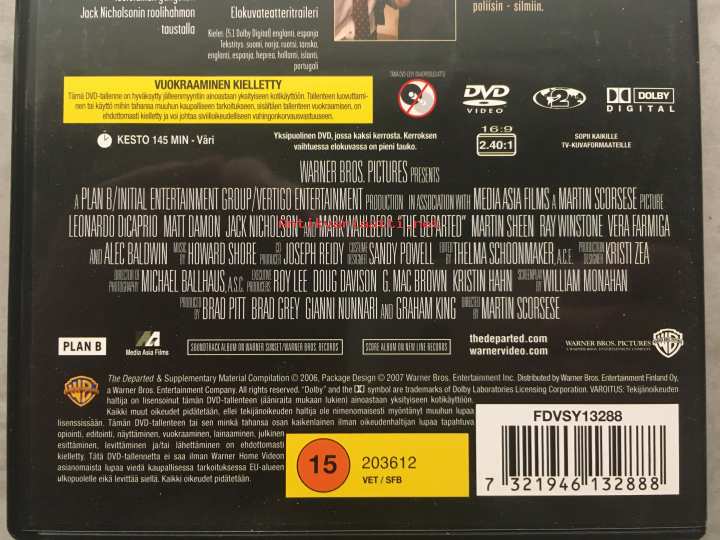 Jack Nicholsonin roolihahmon
taustalla
Elokuvateatteritraileri
Kielet: (5.1 Dolby Digital) englanti, espanja
Tekstitys: suomi, norja, ruotsi, tanska,
englanti, espanja, heprea, hollanti, islanti,
portugali
poliisin - silmiin.
VUOKRAAMINEN KIELLETTY
Tämä DVD-tallenne on hyväksytty jälleenmyyntiin ainoastaan yksityiseen kotikäyttöön. Tallenteen luovuttami-
nen tai käyttö mihin tahansa muuhun kaupalliseen tarkoitukseen, sisältäen tallenteen vuokraamisen, on
ehdottomasti kielletty ja voi johtaa siviilioikeudelliseen vahingonkorvausvastuuseen.
DVD
VIDEO
2
DOLBY
DIGITAL
KESTO 145 MIN - Väri
Yksipuolinen DVD, jossa kaksi kerrosta. Kerroksen
vaihtuessa elokuvassa on pieni tauko.
16:9
2.40:1
SOPII KAIKILLE
TV-KUVAFORMAATEILLE
WARNER BROS. PICTURES PRESENTS
A PLAN B/INITIAL ENTERTAINMENT GROUP/VERTIGO ENTERTAINMENT PRODUCTION IN ASSOCIATION WITH MEDIA ASIA FILMS A MARTIN SCORSESE PICTURE
LEONARDO DiCAPRIO MATT DAMON JACK NICHOLSON AND MARK WAHLBERG "THE DEPARTED" MARTIN SHEEN RAY WINSTONE VERA FARMIGA
AND ALEC BALDWIN MUSIC BY HOWARD SHORE CO PRODUCER JOSEPH REIDY COSTUME DESIGNER SANDY POWELL EDITED BY THELMA SCHOONMAKER, A.C.E. PRODUCTION DESIGNER KRISTI ZEA
DIRECTOR OF PHOTOGRAPHY MICHAEL BALLHAUS, A.S.C. EXECUTIVE PRODUCERS ROY LEE DOUG DAVISON G. MAC BROWN KRISTIN HAHN SCREENPLAY BY WILLIAM MONAHAN
PRODUCED BY BRAD PITT BRAD GREY GIANNI NUNNARI AND GRAHAM KING DIRECTED BY MARTIN SCORSESE
PLAN B
Media Asia Films
SOUNDTRACK ALBUM ON WARNER SUNSET/WARNER BROS. RECORDS
SCORE ALBUM ON NEW LINE RECORDS
thedeparted.com
warnervideo.com
WARNER BROS. PICTURES
WB
The Departed & Supplementary Material Compilation © 2006, Package Design © 2007 Warner Bros. Entertainment Inc. Distributed by Warner Bros. Entertainment Finland Oy,
a Warner Bros. Entertainment Company. All rights reserved. "Dolby" and the symbol are trademarks of Dolby Laboratories Licensing Corporation. VAROITUS: Tekijänoikeuden
haltija on lisensoinut tämän DVD-tallenteen (ääniraita mukaan lukien) ainoastaan yksityiseen kotikäyttöön.
Kaikki muut oikeudet pidätetään, ellei tekijänoikeuden haltija ole nimenomaisesti myöntänyt muuhun lupaa
lisenssissään. Tämän DVD-tallenteen tai sen minkä tahansa osan kaikenlainen ilman oikeudenhaltijan lupaa tapahtuva
kopiointi, editointi, näyttäminen, vuokraaminen, lainaaminen, julkinen
esittäminen, levittäminen ja/tai lähettäminen on ehdottomasti
kielletty. Tätä DVD-tallennetta ei saa ilman Warner Home Videon
asianomaista lupaa viedä kaupallisessa tarkoituksessa EU-alueen
ulkopuolelle eikä levittää siellä. Kaikki oikeudet pidätetään.
15
203612
VET / SFB
FDVSY13288
7 321946 132888